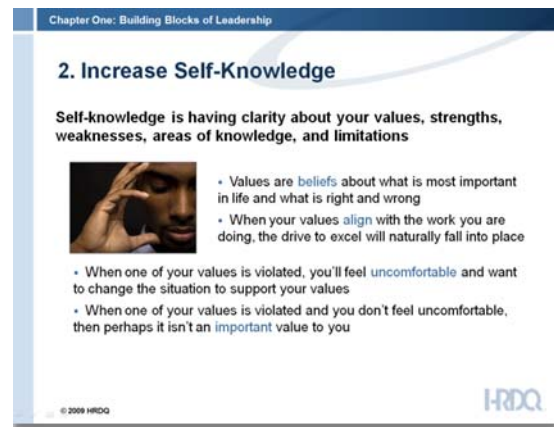 Chapter One: Building Blocks of Leadership
2. Increase Self-Knowledge
Self-knowledge is having clarity about your values, strengths,
weaknesses, areas of knowledge, and limitations
• Values are beliefs about what is most important
in life and what is right and wrong
• When your values align with the work you are
doing, the drive to excel will naturally fall into place
• When one of your values is violated, you'll feel uncomfortable and want
to change the situation to support your values
• When one of your values is violated and you don't feel uncomfortable,
then perhaps it isn't an important value to you
© 2009 HRDQ
HRDQ